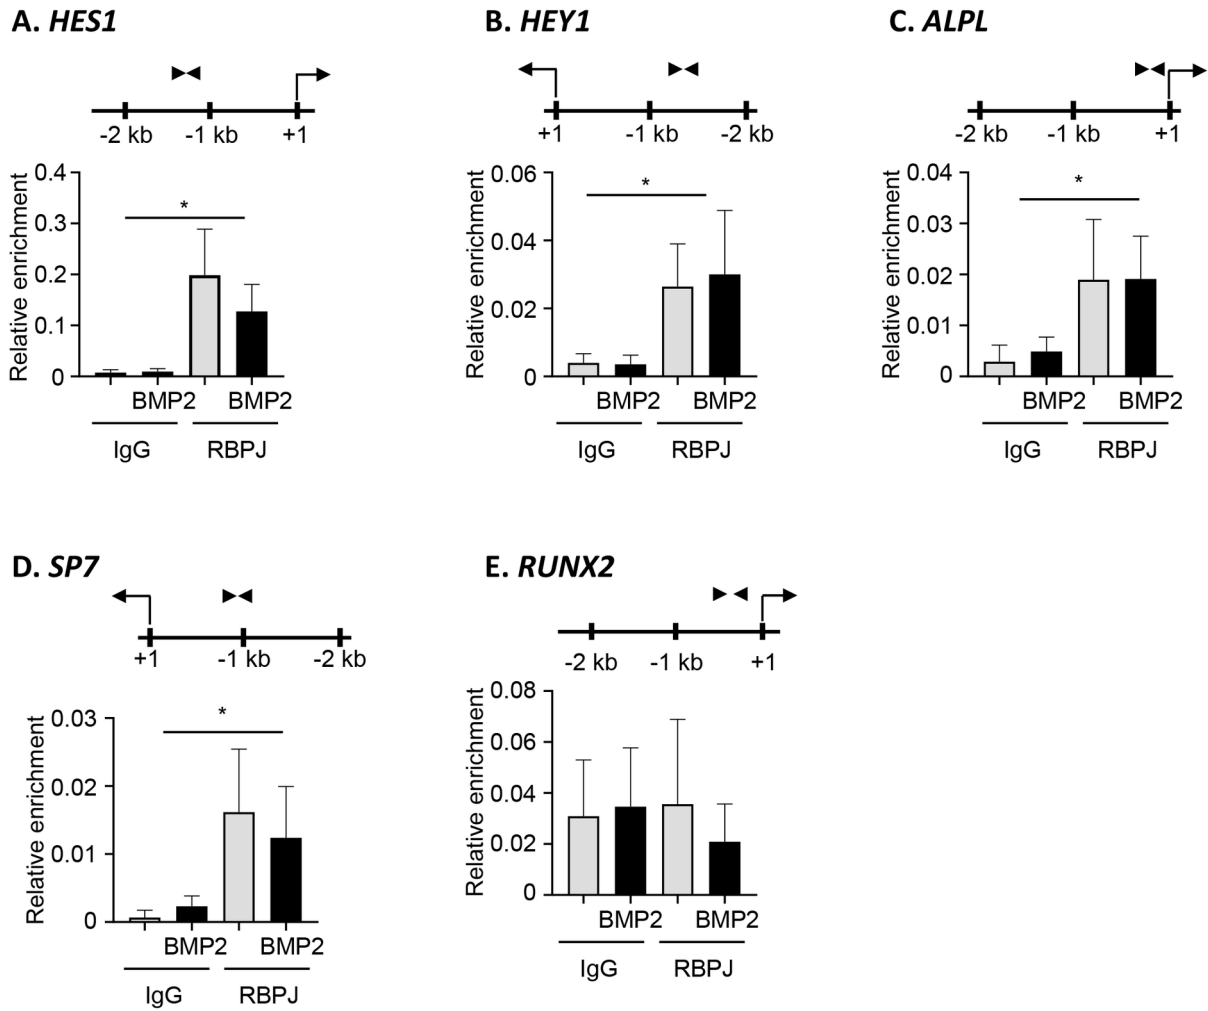 A. HES1
-2 kb -1 kb +1
Relative enrichment
0.4
0.3
0.2
0.1
0
*
BMP2 BMP2
IgG RBPJ
B. HEY1
+1 -1 kb -2 kb
Relative enrichment
0.06
0.04
0.02
0
*
BMP2 BMP2
IgG RBPJ
C. ALPL
-2 kb -1 kb +1
Relative enrichment
0.04
0.03
0.02
0.01
0
*
BMP2 BMP2
IgG RBPJ
D. SP7
+1 -1 kb -2 kb
Relative enrichment
0.03
0.02
0.01
0
*
BMP2 BMP2
IgG RBPJ
E. RUNX2
-2 kb -1 kb +1
Relative enrichment
0.08
0.06
0.04
0.02
0
BMP2 BMP2
IgG RBPJ